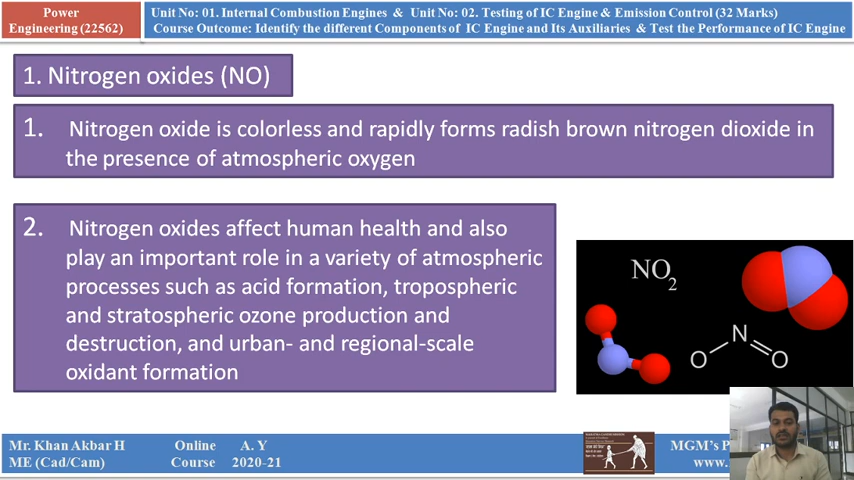 Power
Engineering (22562)
Unit No: 01. Internal Combustion Engines & Unit No: 02. Testing of IC Engine & Emission Control (32 Marks)
Course Outcome: Identify the different Components of IC Engine and Its Auxiliaries & Test the Performance of IC Engine
1. Nitrogen oxides (NO)
1. Nitrogen oxide is colorless and rapidly forms radish brown nitrogen dioxide in
the presence of atmospheric oxygen
2. Nitrogen oxides affect human health and also
play an important role in a variety of atmospheric
processes such as acid formation, tropospheric
and stratospheric ozone production and
destruction, and urban- and regional-scale
oxidant formation
NO2
N
O O
Mr. Khan Akbar H
ME (Cad/Cam)
Online
Course
A. Y
2020-21
MGM's P
www.